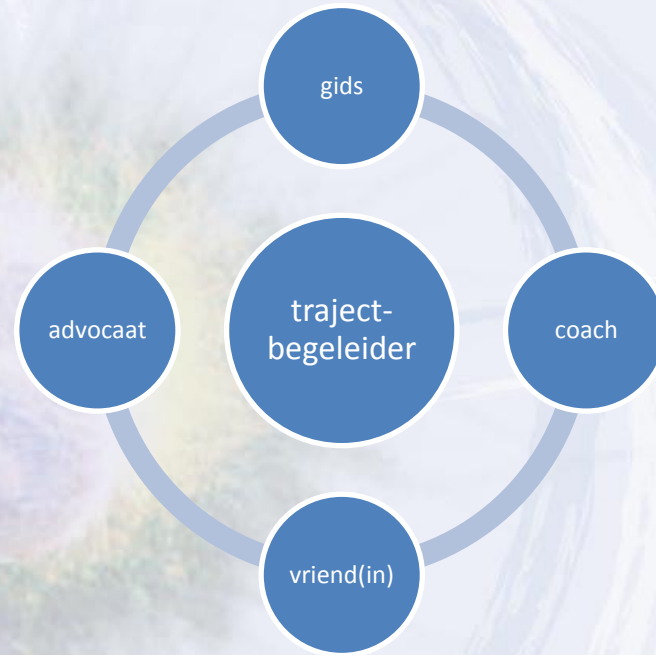 gids
advocaat
traject-
begeleider
coach
vriend(in)